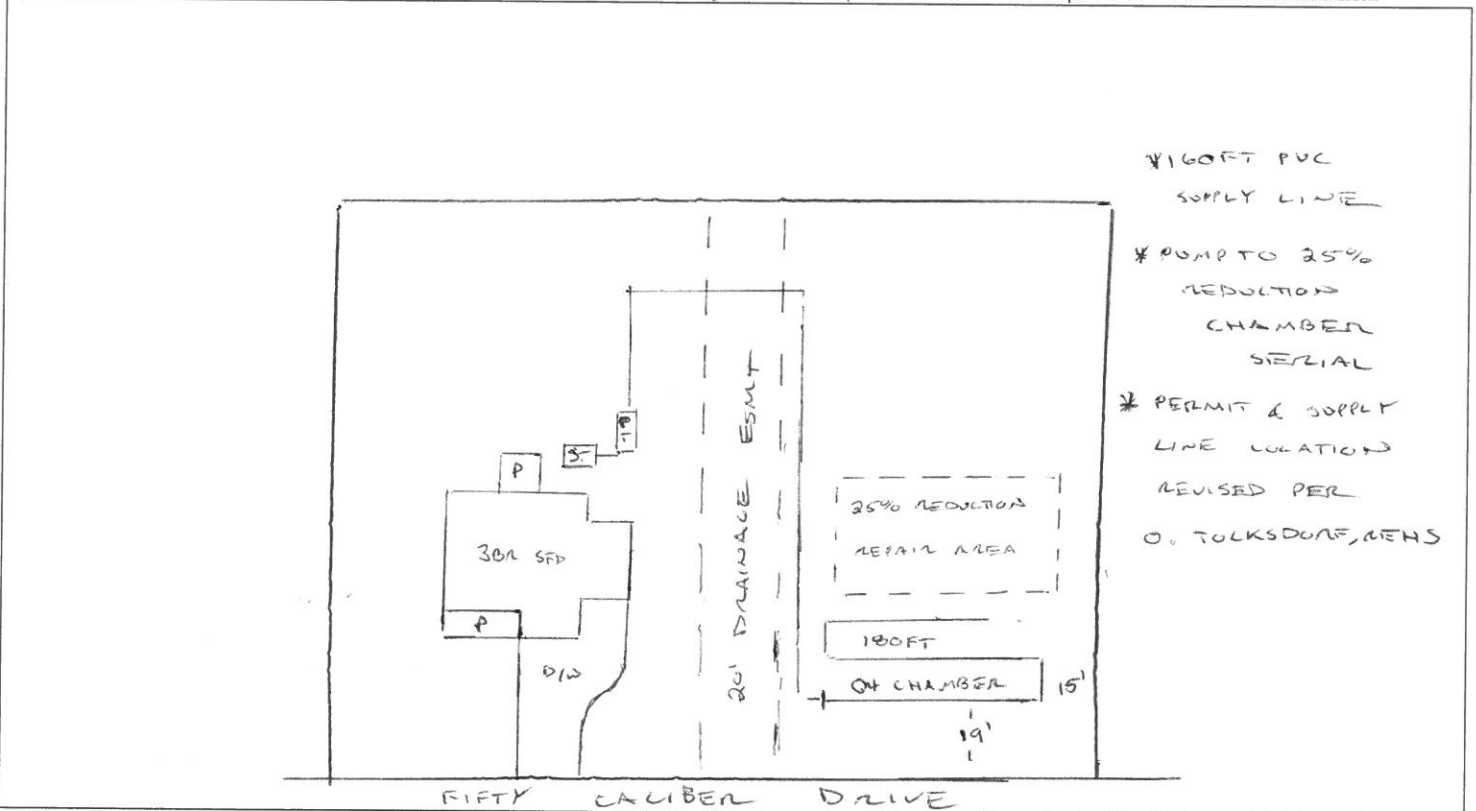 *160FT PVC
SUPPLY LINE
* PUMP TO 25%
REDUCTION
CHAMBER
SERIAL
* PERMIT & SUPPLY
LINE LOCATION
REVISED PER
O. TOLKSDORF, REHS
20' DRAINAGE ESMT
P
3BR SFD
P
D/W
25% REDUCTION
REPAIR AREA
180FT
CHAMBER
15'
19'
FIFTY CALIBER DRIVE